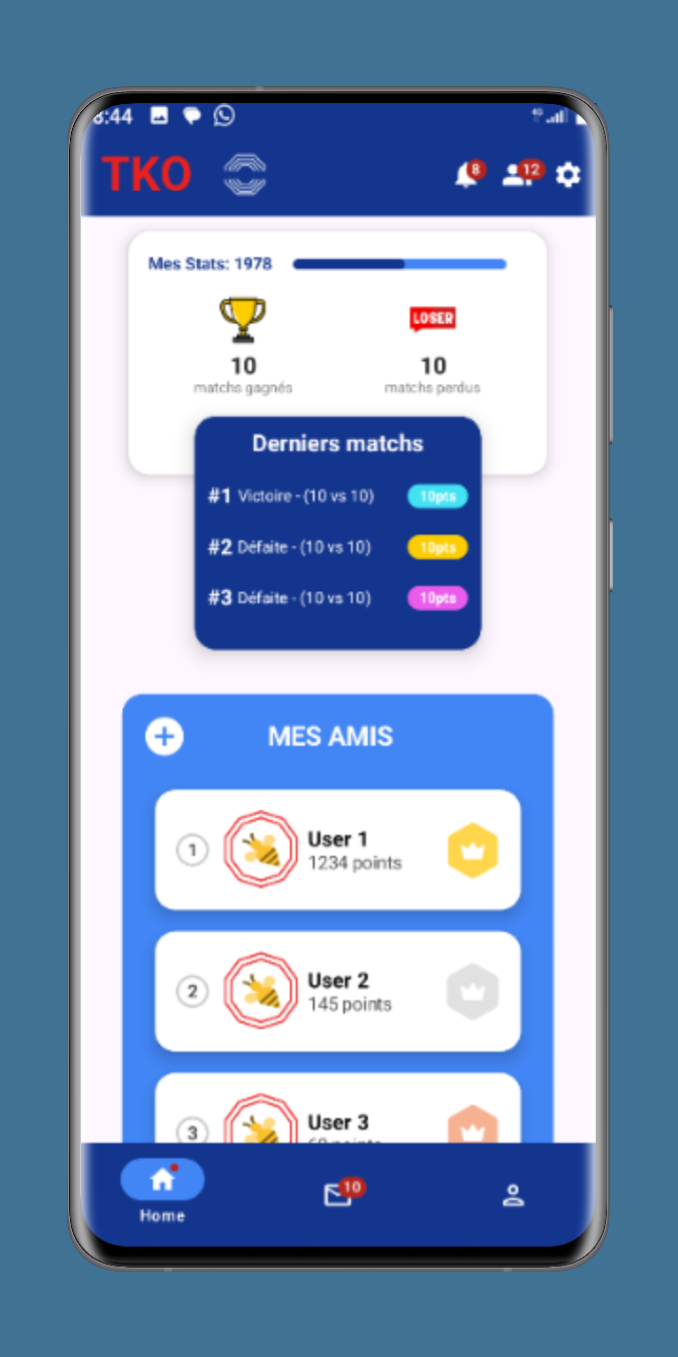 8:44
TKO
8
12
Mes Stats: 1978
LOSER
10
matchs gagnés
10
matchs perdus
Derniers matchs
#1 Victoire - (10 vs 10) 10pts
#2 Défaite - (10 vs 10) 10pts
#3 Défaite - (10 vs 10) 10pts
MES AMIS
1
User 1
1234 points
2
User 2
145 points
3
User 3
Home
10